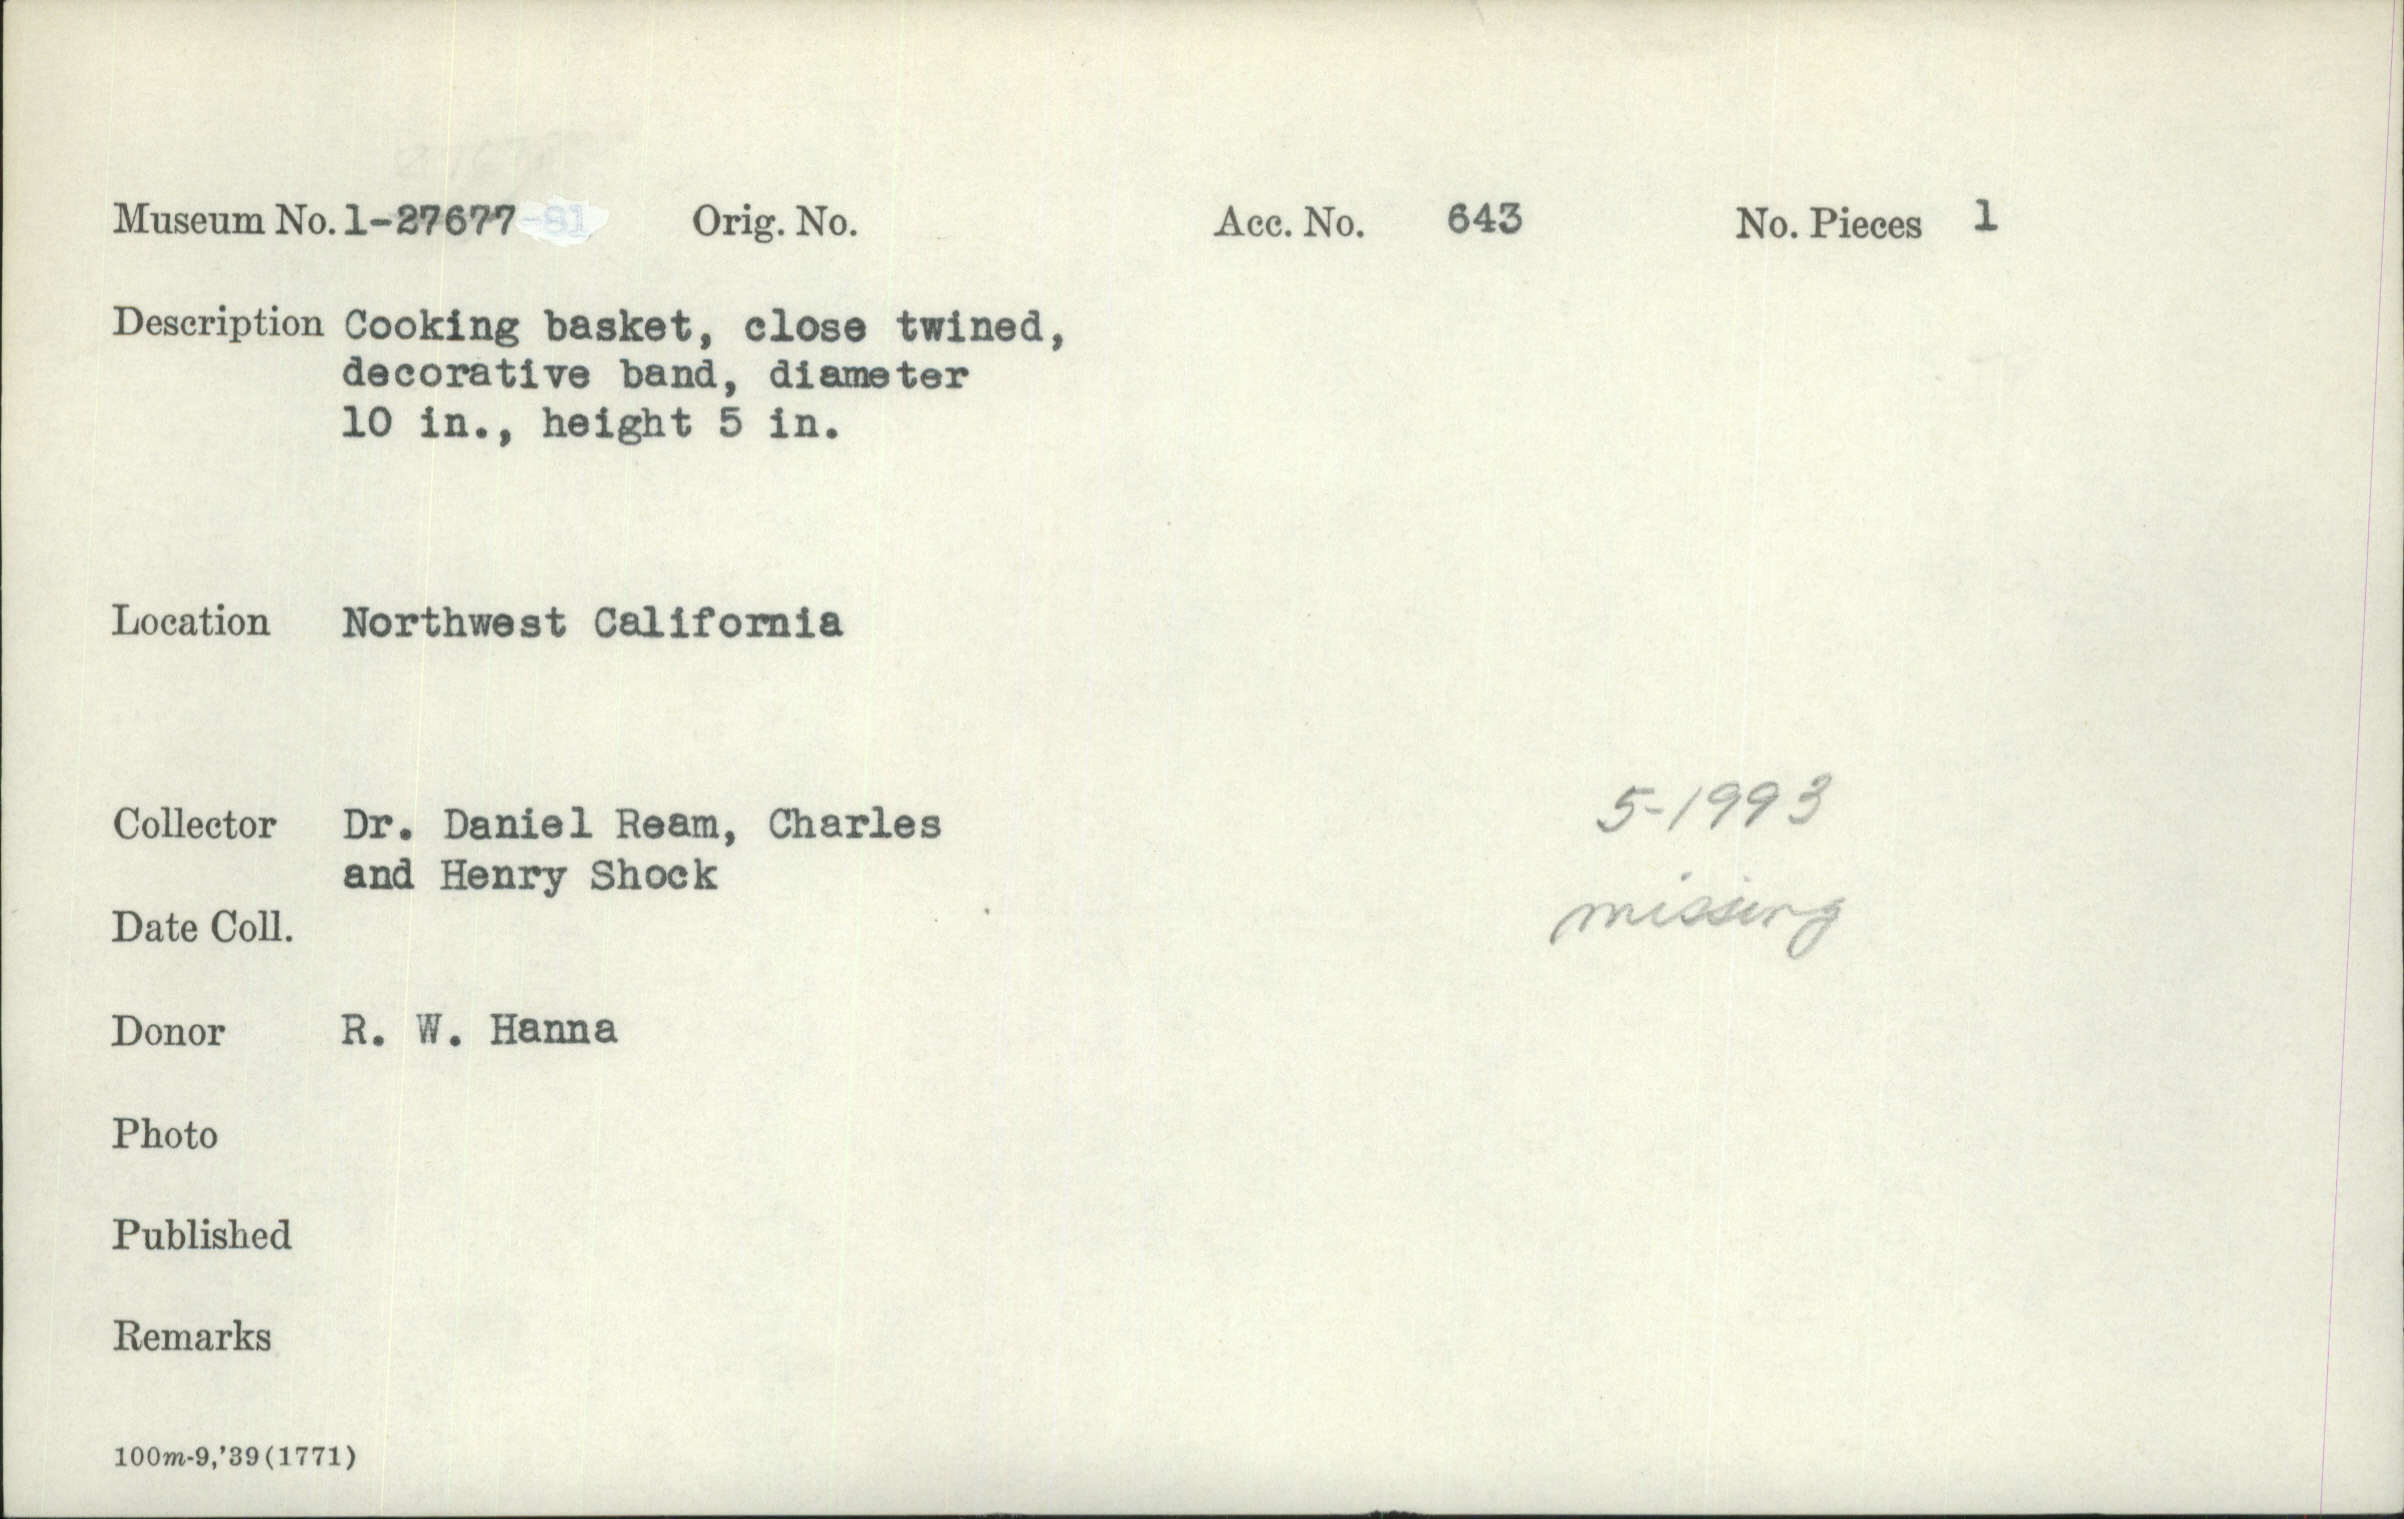 Museum No. 1-27677-81 Orig. No. Acc. No. 643 No. Pieces 1
Description Cooking basket, close twined,
decorative band, diameter
10 in., height 5 in.
Location Northwest California
Collector Dr. Daniel Ream, Charles
and Henry Shock
5-1993
missing
Date Coll.
Donor R. W. Hanna
Photo
Published
Remarks
100m-9,'39(1771)